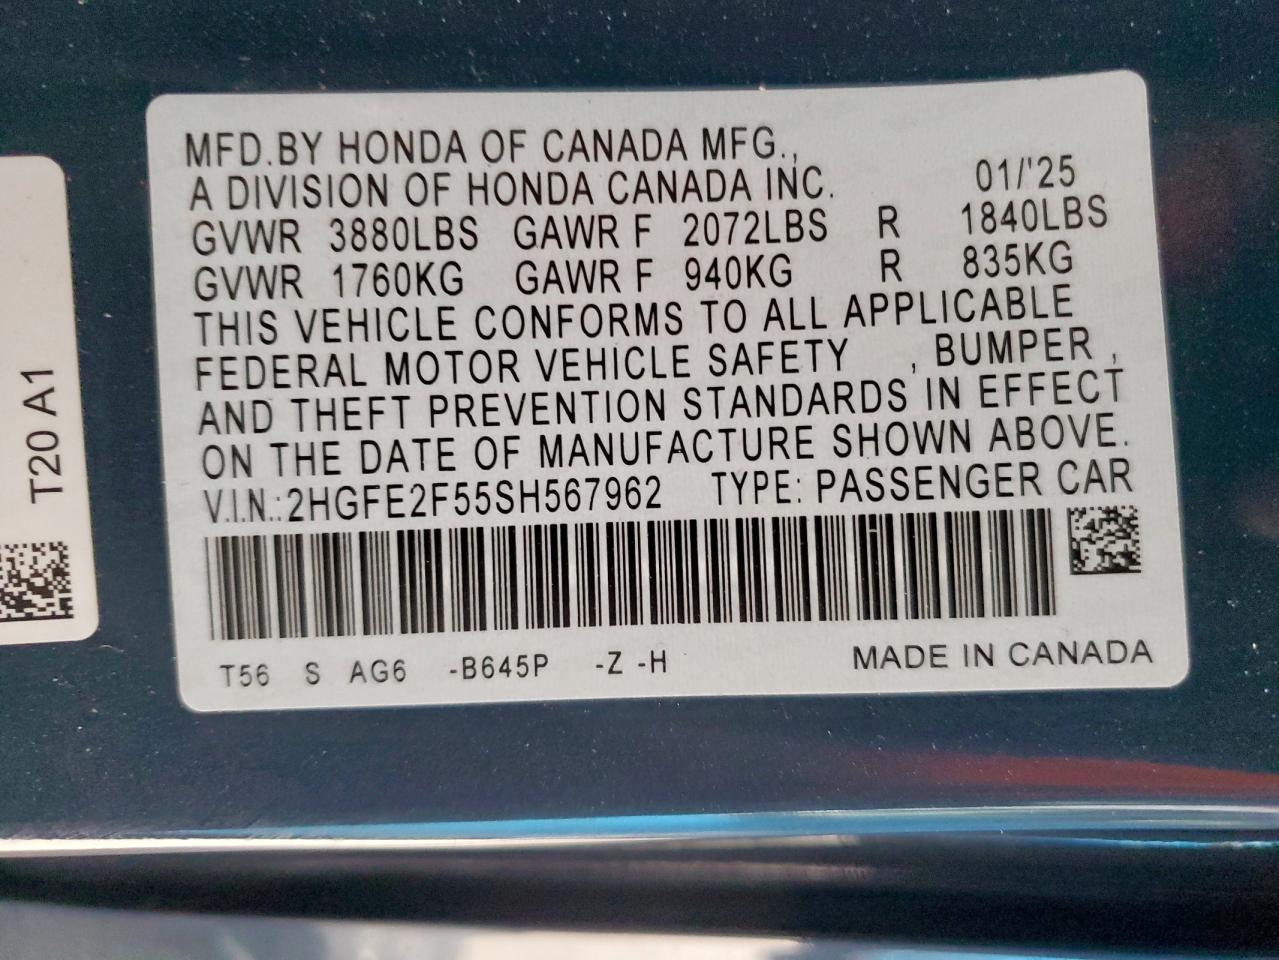 MFD.BY HONDA OF CANADA MFG.,
A DIVISION OF HONDA CANADA INC. 01/'25
GVWR 3880LBS GAWR F 2072LBS R 1840LBS
GVWR 1760KG GAWR F 940KG R 835KG
THIS VEHICLE CONFORMS TO ALL APPLICABLE
FEDERAL MOTOR VEHICLE SAFETY , BUMPER ,
AND THEFT PREVENTION STANDARDS IN EFFECT
ON THE DATE OF MANUFACTURE SHOWN ABOVE.
V.I.N.:2HGFE2F55SH567962 TYPE: PASSENGER CAR
T56 S AG6 -B645P -Z -H MADE IN CANADA
T20 A1